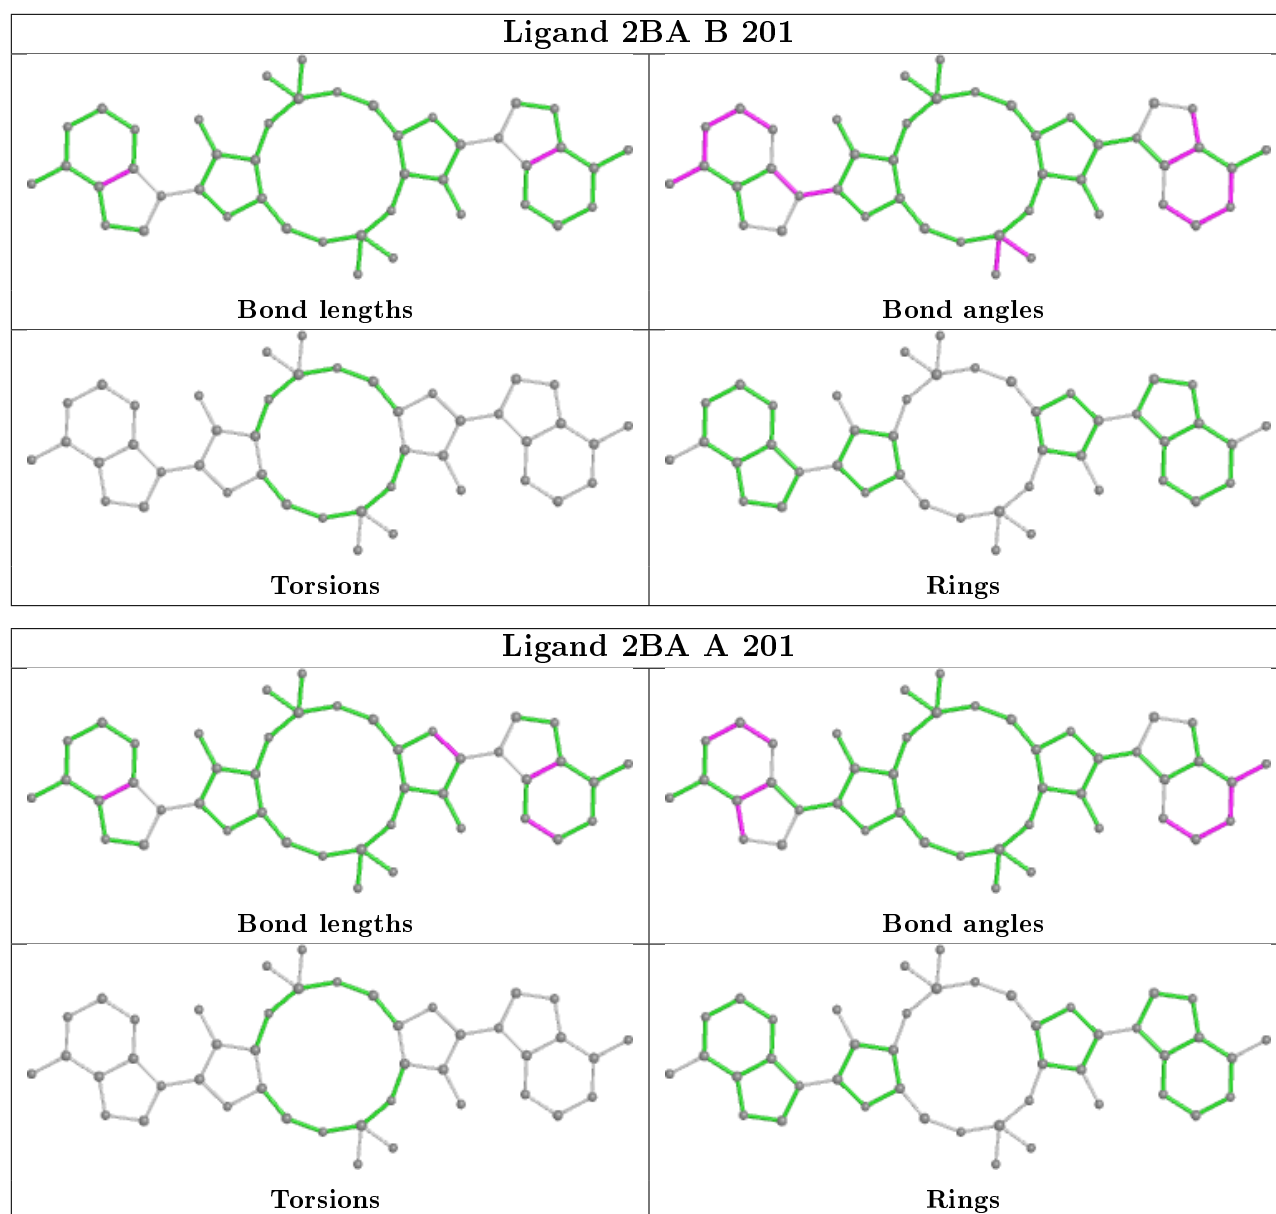 Ligand 2BA B 201
Bond lengths
Bond angles
Torsions
Rings
Ligand 2BA A 201
Bond lengths
Bond angles
Torsions
Rings